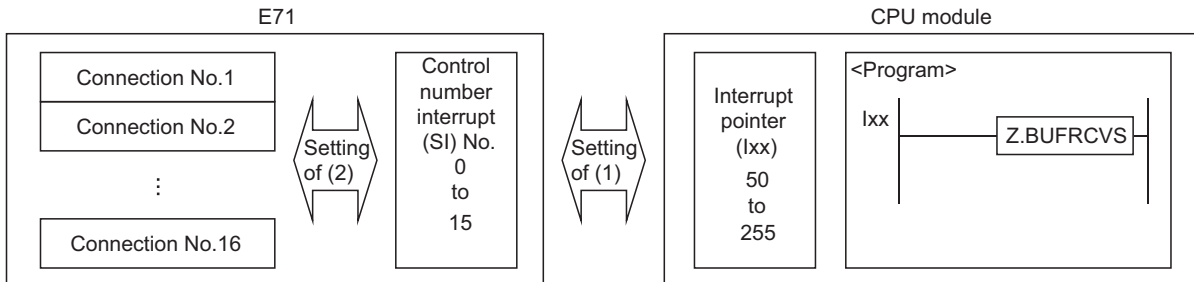 E71
CPU module
Connection No.1
Connection No.2
⋮
Connection No.16
Setting
of (2)
Control
number
interrupt
(SI) No.
0
to
15
Setting
of (1)
Interrupt
pointer
(Ixx)
50
to
255
<Program>
Ixx
Z.BUFRCVS